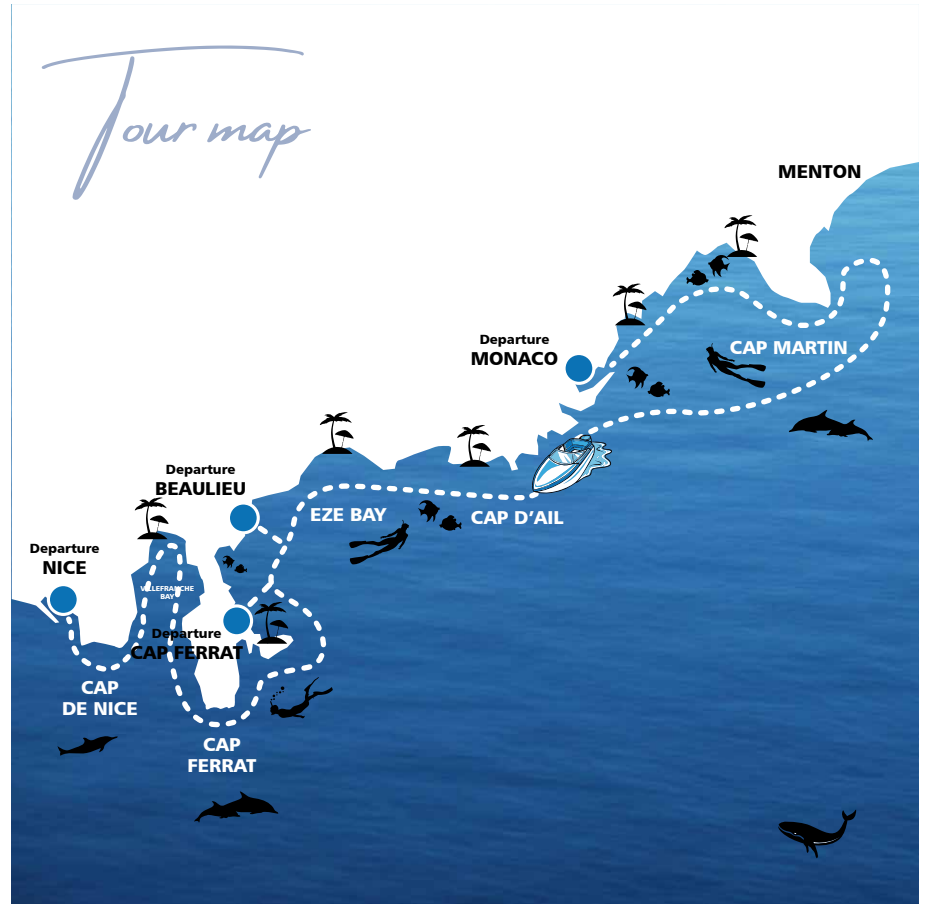 Tour map
MENTON
Departure
MONACO
CAP MARTIN
Departure
BEAULIEU
EZE BAY
CAP D’AIL
Departure
NICE
VILLEFRANCHE
BAY
Departure
CAP FERRAT
CAP
DE NICE
CAP
FERRAT